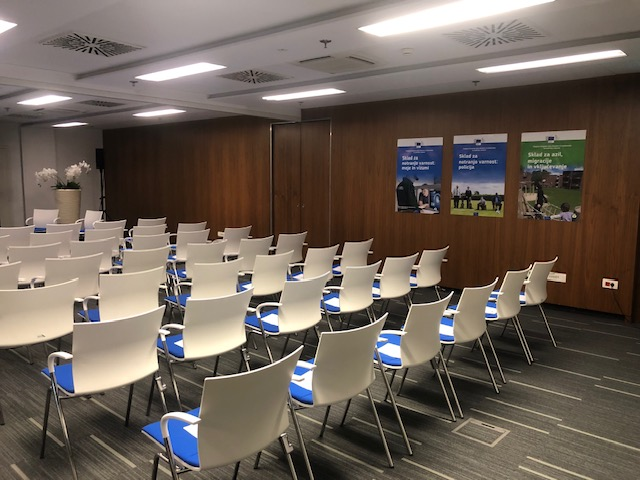 Sklad za
notranjo varnost:
meje in vizumi
Sklad za
notranjo varnost:
policija
Sklad za azil,
migracije
in vključevanje